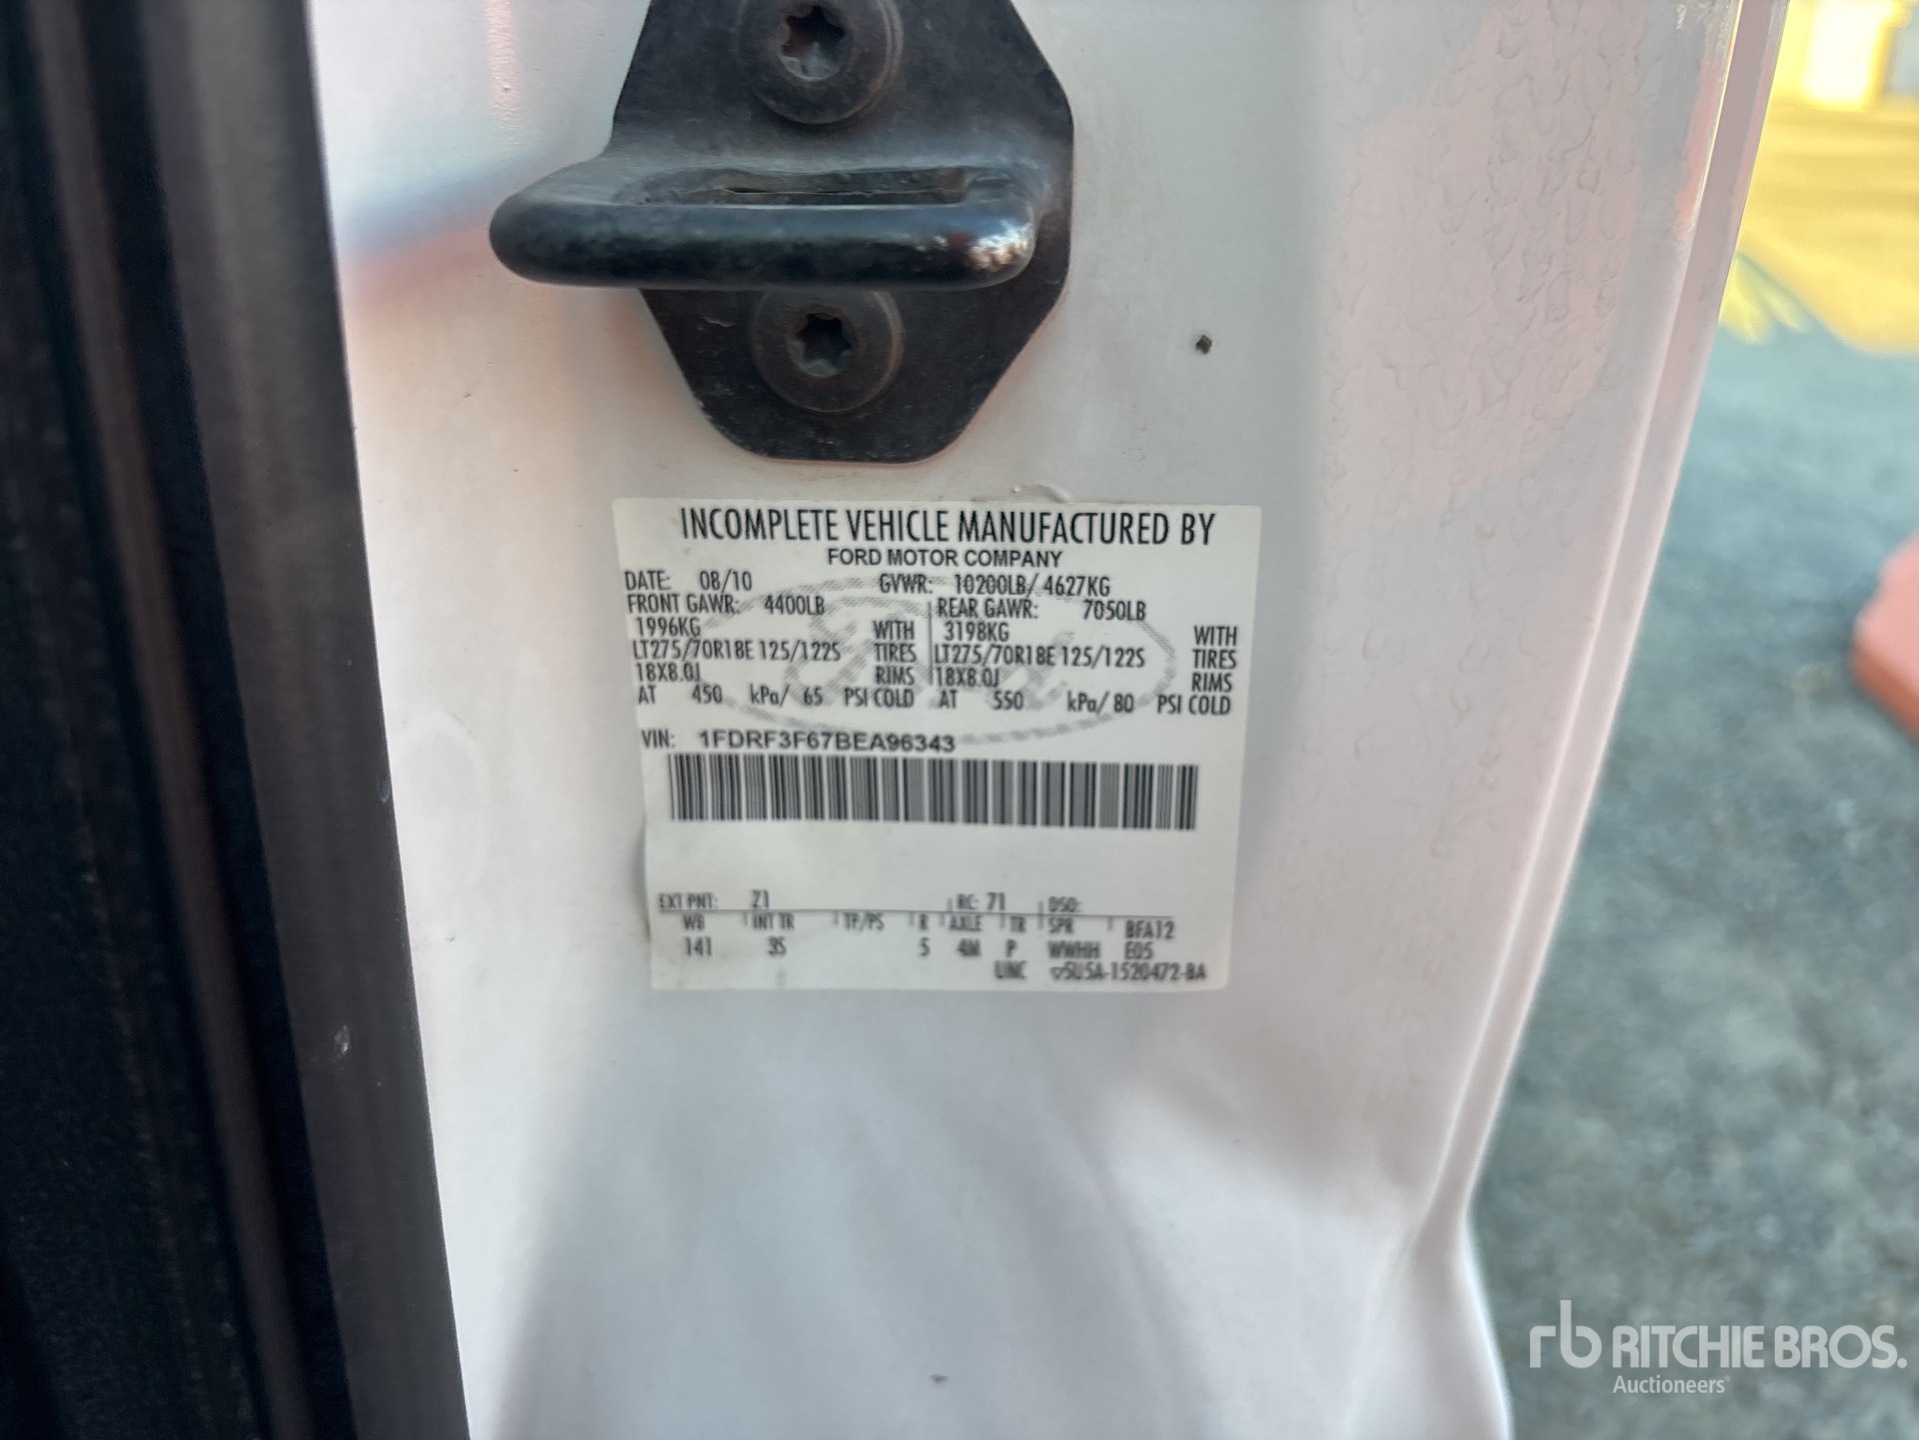 INCOMPLETE VEHICLE MANUFACTURED BY
FORD MOTOR COMPANY
DATE: 08/10 GVWR: 10200LB/ 4627KG
FRONT GAWR: 4400LB REAR GAWR: 7050LB
1996KG WITH 3198KG WITH
LT275/70R18E 125/122S TIRES LT275/70R18E 125/122S TIRES
18X8.0J RIMS 18X8.0J RIMS
AT 450 kPa/ 65 PSI COLD AT 550 kPa/ 80 PSI COLD
VIN: 1FDRF3F67BEA96343
EXT PNT: Z1 RC: 71 DSO:
WB INT TR TP/PS R AXLE TR SPR BFA12
141 3S 5 4M P WWHH E05
UNC 5U5A-1520472-BA
rb RITCHIE BROS.
Auctioneers